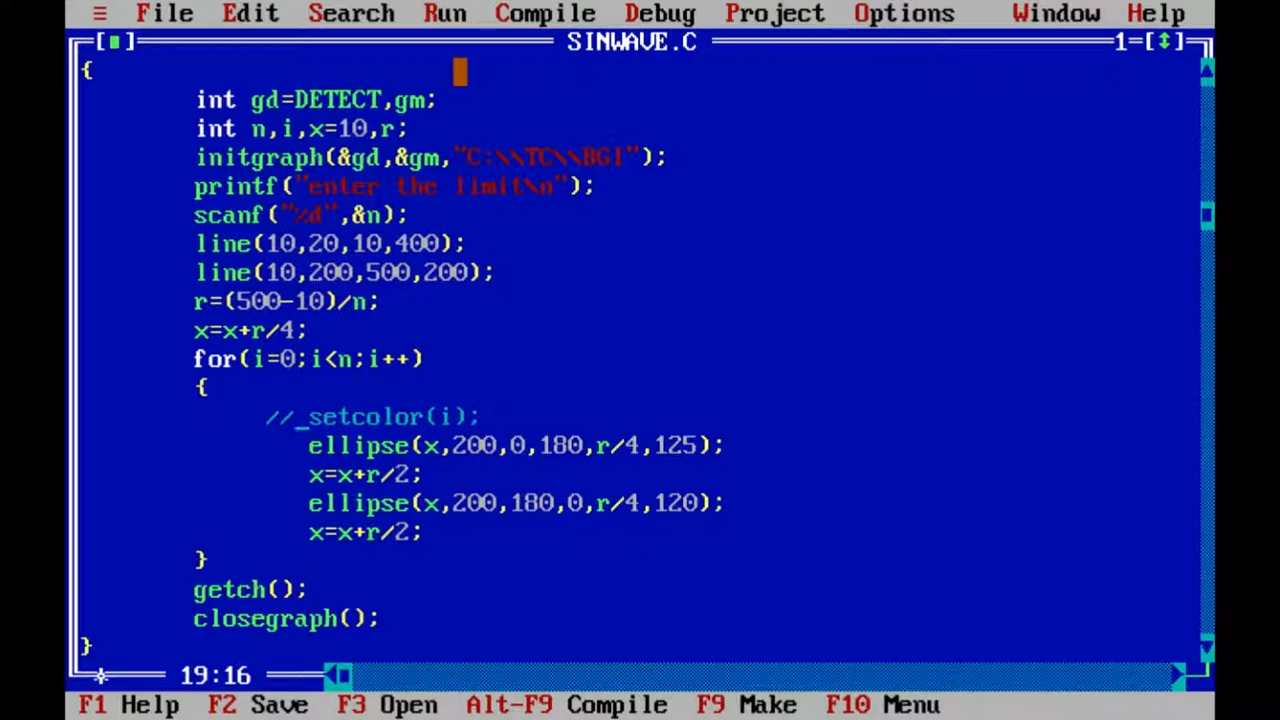 ≡ File Edit Search Run Compile Debug Project Options Window Help
[■] SINWAVE.C 1=[↕]
{
int gd=DETECT,gm;
int n,i,x=10,r;
initgraph(&gd,&gm,"C:\\TC\\BGI");
printf("enter the limit\n");
scanf("%d",&n);
line(10,20,10,400);
line(10,200,500,200);
r=(500-10)/n;
x=x+r/4;
for(i=0;i<n;i++)
{
//_setcolor(i);
ellipse(x,200,0,180,r/4,125);
x=x+r/2;
ellipse(x,200,180,0,r/4,120);
x=x+r/2;
}
getch();
closegraph();
}
19:16
F1 Help F2 Save F3 Open Alt-F9 Compile F9 Make F10 Menu